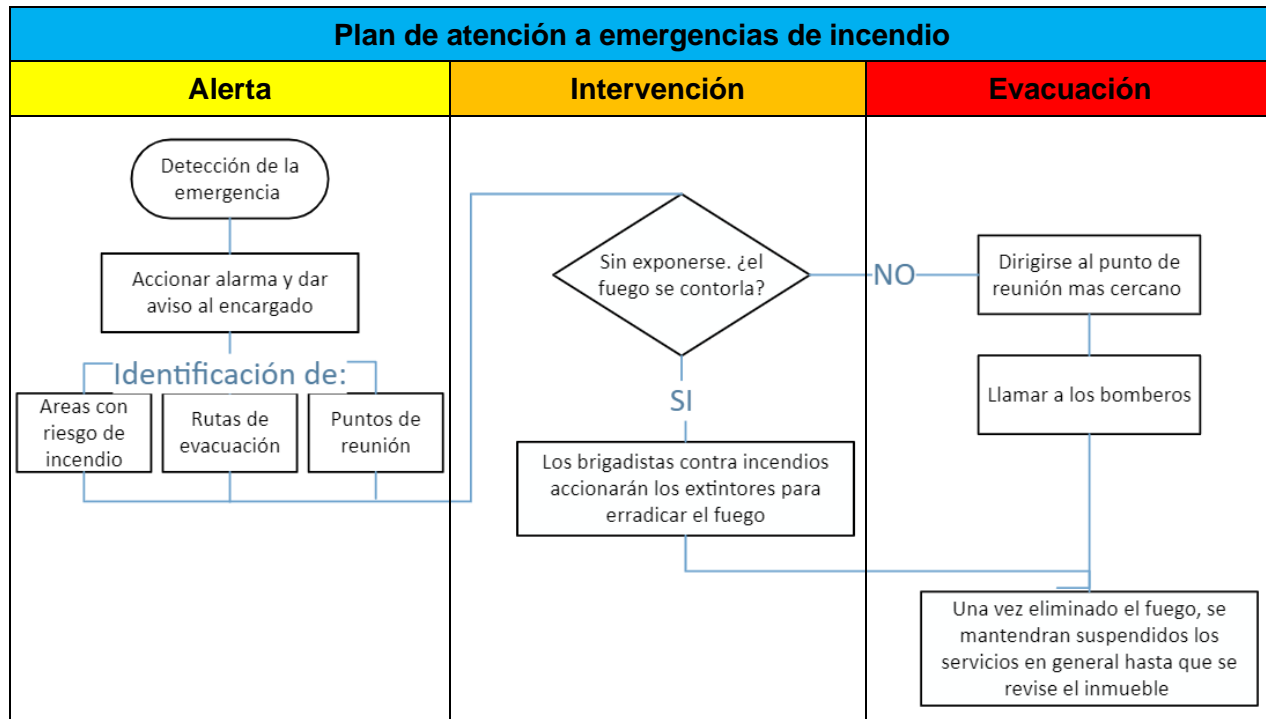 Plan de atención a emergencias de incendio
Alerta
Intervención
Evacuación
Detección de la
emergencia
Accionar alarma y dar
aviso al encargado
Identificación de:
Areas con
riesgo de
incendio
Rutas de
evacuación
Puntos de
reunión
Sin exponerse. ¿el
fuego se contorla?
SI
NO
Los brigadistas contra incendios
accionarán los extintores para
erradicar el fuego
Dirigirse al punto de
reunión mas cercano
Llamar a los bomberos
Una vez eliminado el fuego, se
mantendran suspendidos los
servicios en general hasta que se
revise el inmueble